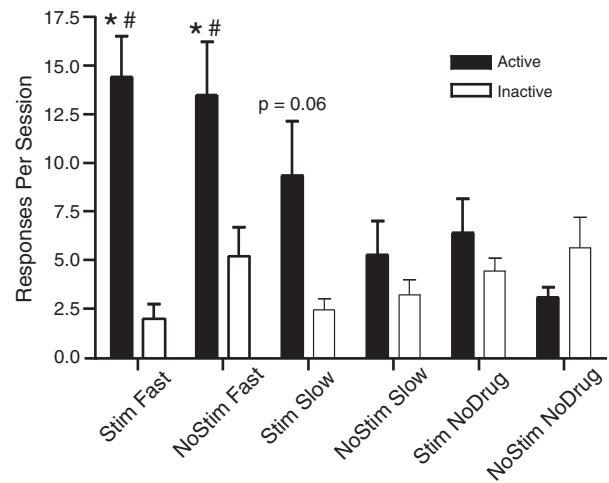 17.5
15.0
12.5
10.0
7.5
5.0
2.5
0.0
Responses Per Session
* #
* #
p = 0.06
Active
Inactive
Stim Fast
NoStim Fast
Stim Slow
NoStim Slow
Stim NoDrug
NoStim NoDrug